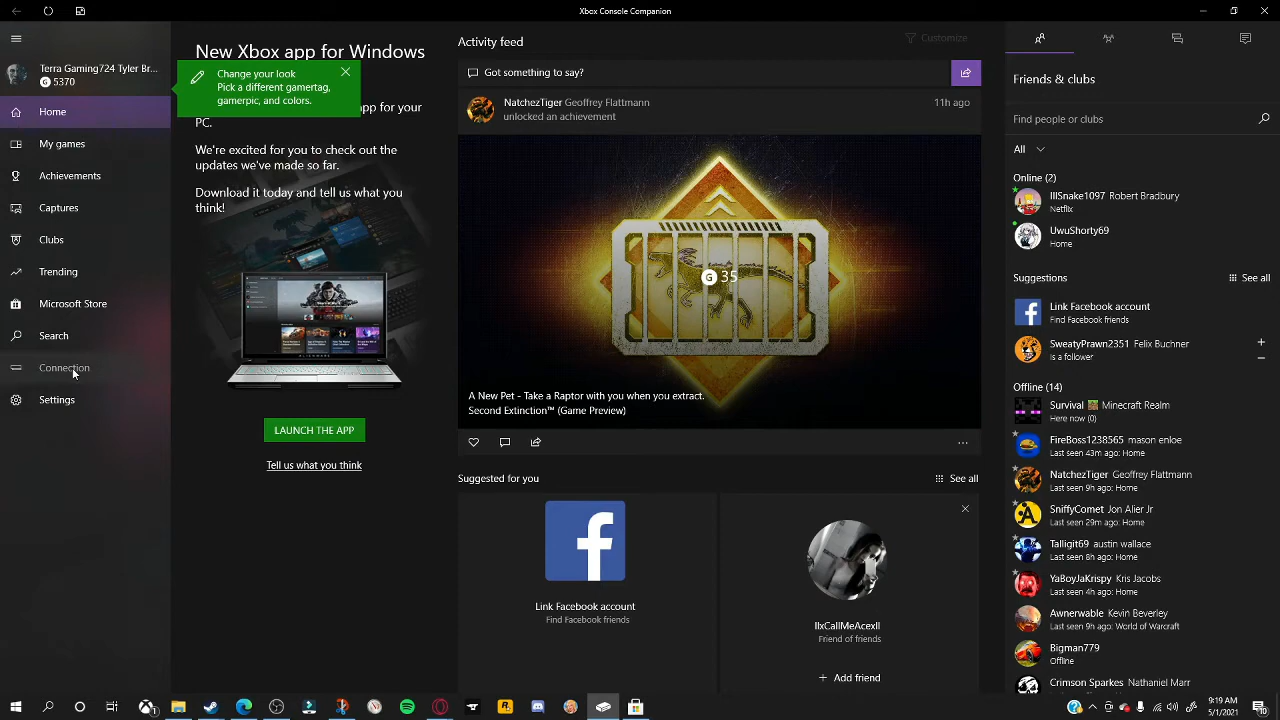 Xbox Console Companion
Terra Gaming724 Tyler Br...
G 5370
Home
My games
Achievements
Captures
Clubs
Trending
Microsoft Store
Search
Connection
Settings
New Xbox app for Windows
Change your look
Pick a different gamertag,
gamerpic, and colors.
app for your
PC.
We're excited for you to check out the
updates we've made so far.
Download it today and tell us what you
think!
LAUNCH THE APP
Tell us what you think
Activity feed
Customize
Got something to say?
NatchezTiger Geoffrey Flattmann
11h ago
unlocked an achievement
G 35
A New Pet - Take a Raptor with you when you extract.
Second Extinction™ (Game Preview)
Suggested for you
See all
Link Facebook account
Find Facebook friends
IlxCallMeAcexll
Friend of friends
Add friend
Friends & clubs
Find people or clubs
All
Online (2)
IllSnake1097 Robert Bradbury
Netflix
UwuShorty69
Home
Suggestions
See all
Link Facebook account
Find Facebook friends
SweatyPrawn2351 Felix Buchner
Is a follower
Offline (14)
Survival Minecraft Realm
Here now (0)
FireBoss1238565 mason enloe
Last seen 43m ago: Home
NatchezTiger Geoffrey Flattmann
Last seen 9h ago: Home
SniffyComet Jon Alier Jr
Last seen 29m ago: Home
Talligit69 austin wallace
Last seen 8h ago: Home
YaBoyJaKrispy Kris Jacobs
Last seen 4h ago: Home
Awnerwable Kevin Beverley
Last seen 9h ago: World of Warcraft
Bigman779
Offline
Crimson Sparkes Nathaniel Marr
9:19 AM
5/1/2021